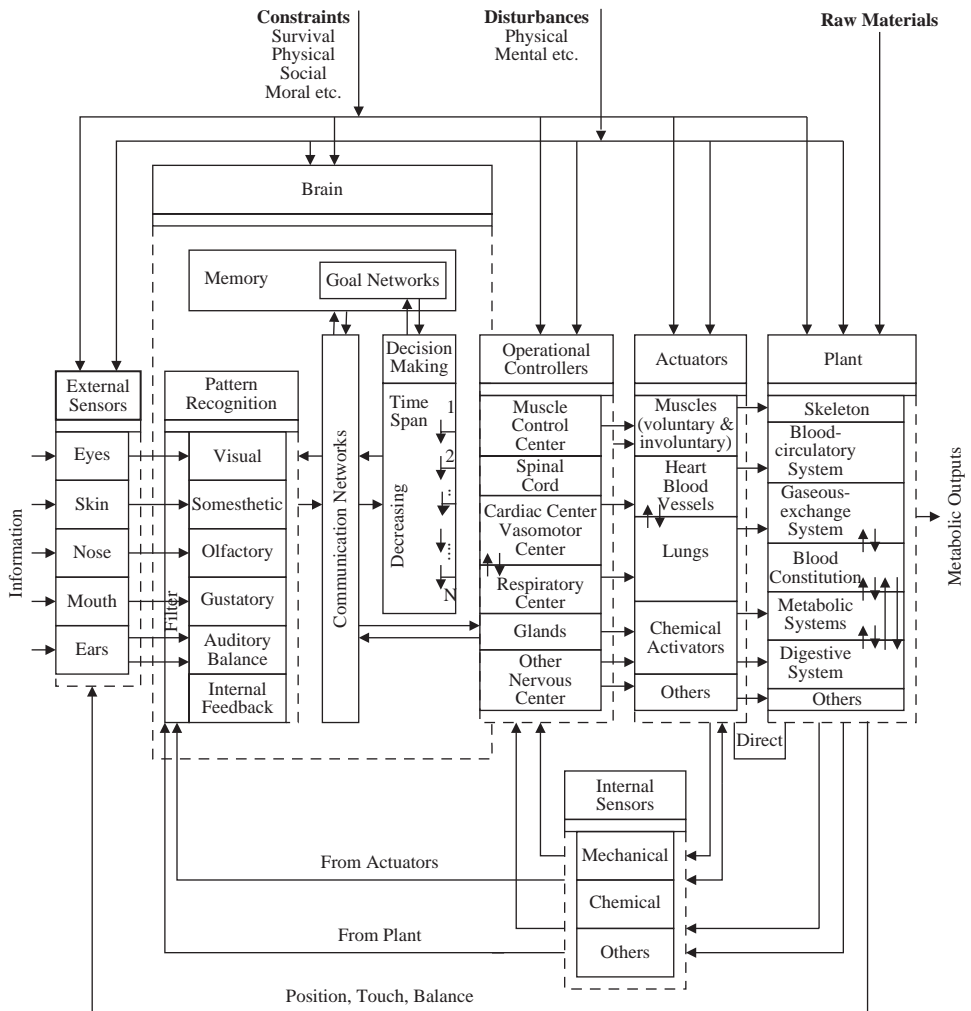 Constraints
Survival
Physical
Social
Moral etc.
Disturbances
Physical
Mental etc.
Raw Materials
Brain
Memory
Goal Networks
External
Sensors
Eyes
Skin
Nose
Mouth
Ears
Information
Pattern
Recognition
Filter
Visual
Somesthetic
Olfactory
Gustatory
Auditory
Balance
Internal
Feedback
Communication Networks
Decision
Making
Time
Span
Decreasing
1
2
..
....
N
Operational
Controllers
Muscle
Control
Center
Spinal
Cord
Cardiac Center
Vasomotor
Center
Respiratory
Center
Glands
Other
Nervous
Center
Actuators
Muscles
(voluntary &
involuntary)
Heart
Blood
Vessels
Lungs
Chemical
Activators
Others
Plant
Skeleton
Blood-
circulatory
System
Gaseous-
exchange
System
Blood
Constitution
Metabolic
Systems
Digestive
System
Others
Metabolic Outputs
Direct
Internal
Sensors
Mechanical
Chemical
Others
From Actuators
From Plant
Position, Touch, Balance